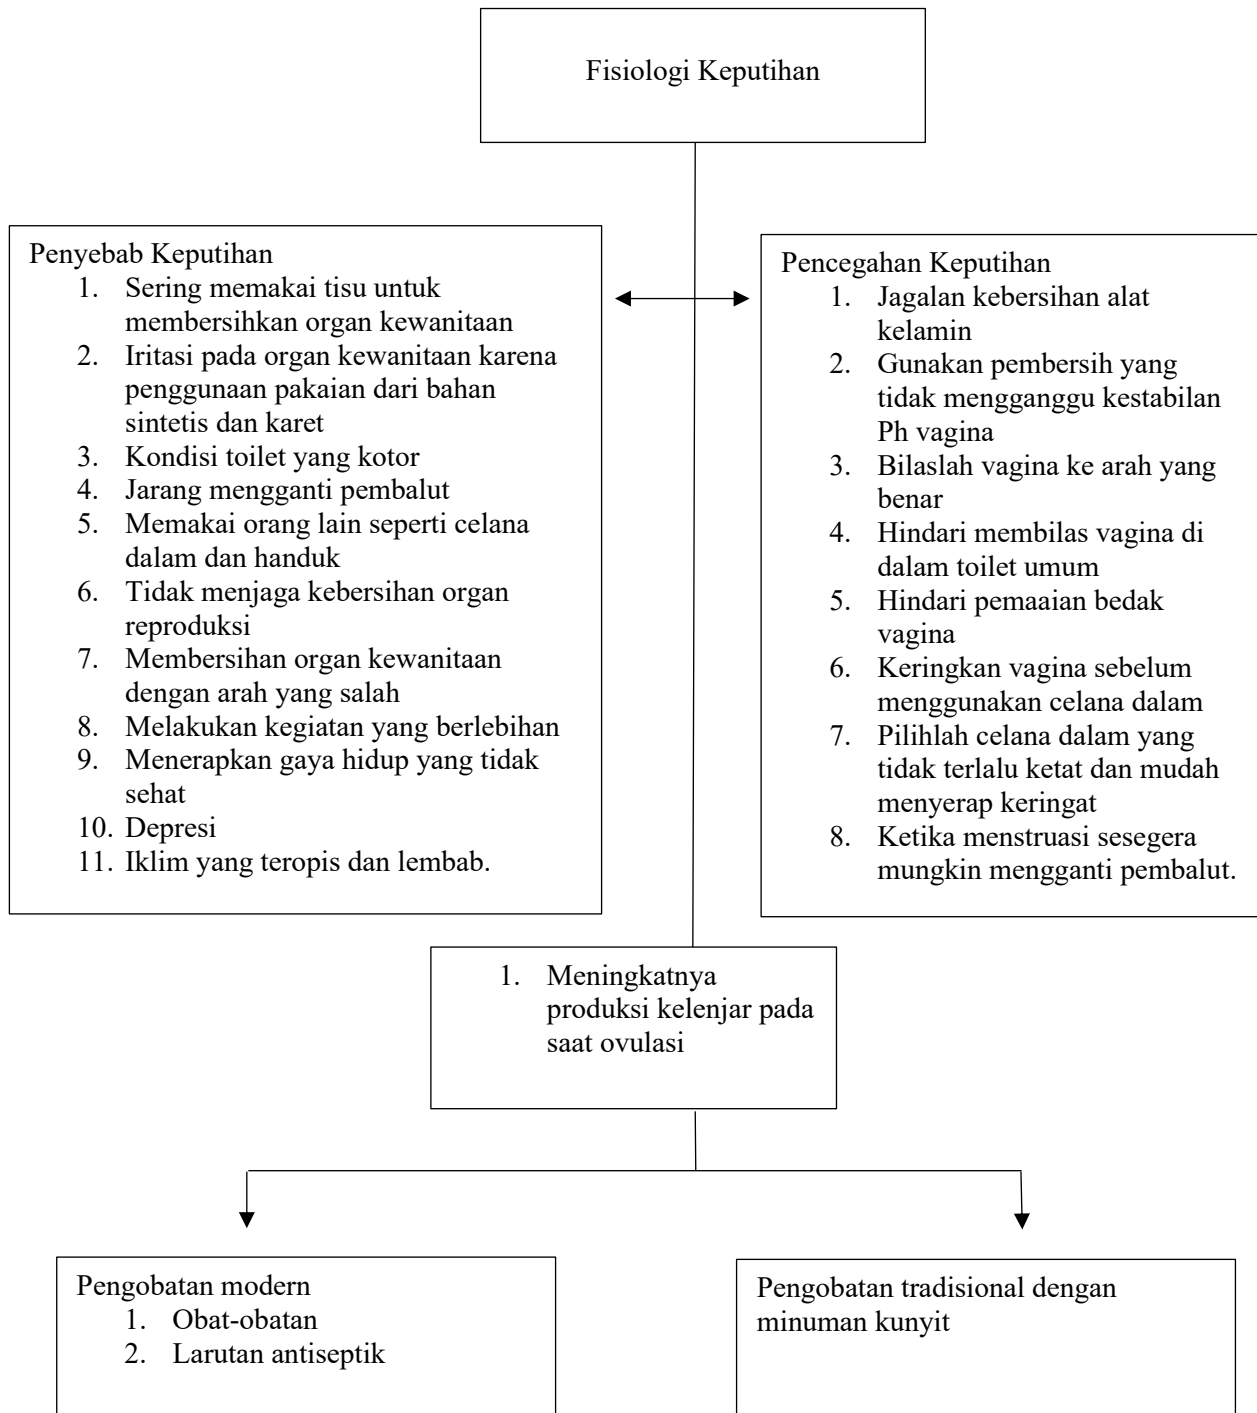 Fisiologi Keputihan
Penyebab Keputihan
1. Sering memakai tisu untuk
membersihkan organ kewanitaan
2. Iritasi pada organ kewanitaan karena
penggunaan pakaian dari bahan
sintetis dan karet
3. Kondisi toilet yang kotor
4. Jarang mengganti pembalut
5. Memakai orang lain seperti celana
dalam dan handuk
6. Tidak menjaga kebersihan organ
reproduksi
7. Membersihan organ kewanitaan
dengan arah yang salah
8. Melakukan kegiatan yang berlebihan
9. Menerapkan gaya hidup yang tidak
sehat
10. Depresi
11. Iklim yang teropis dan lembab.
Pencegahan Keputihan
1. Jagalan kebersihan alat
kelamin
2. Gunakan pembersih yang
tidak mengganggu kestabilan
Ph vagina
3. Bilaslah vagina ke arah yang
benar
4. Hindari membilas vagina di
dalam toilet umum
5. Hindari pemaaian bedak
vagina
6. Keringkan vagina sebelum
menggunakan celana dalam
7. Pilihlah celana dalam yang
tidak terlalu ketat dan mudah
menyerap keringat
8. Ketika menstruasi sesegera
mungkin mengganti pembalut.
1. Meningkatnya
produksi kelenjar pada
saat ovulasi
Pengobatan modern
1. Obat-obatan
2. Larutan antiseptik
Pengobatan tradisional dengan
minuman kunyit